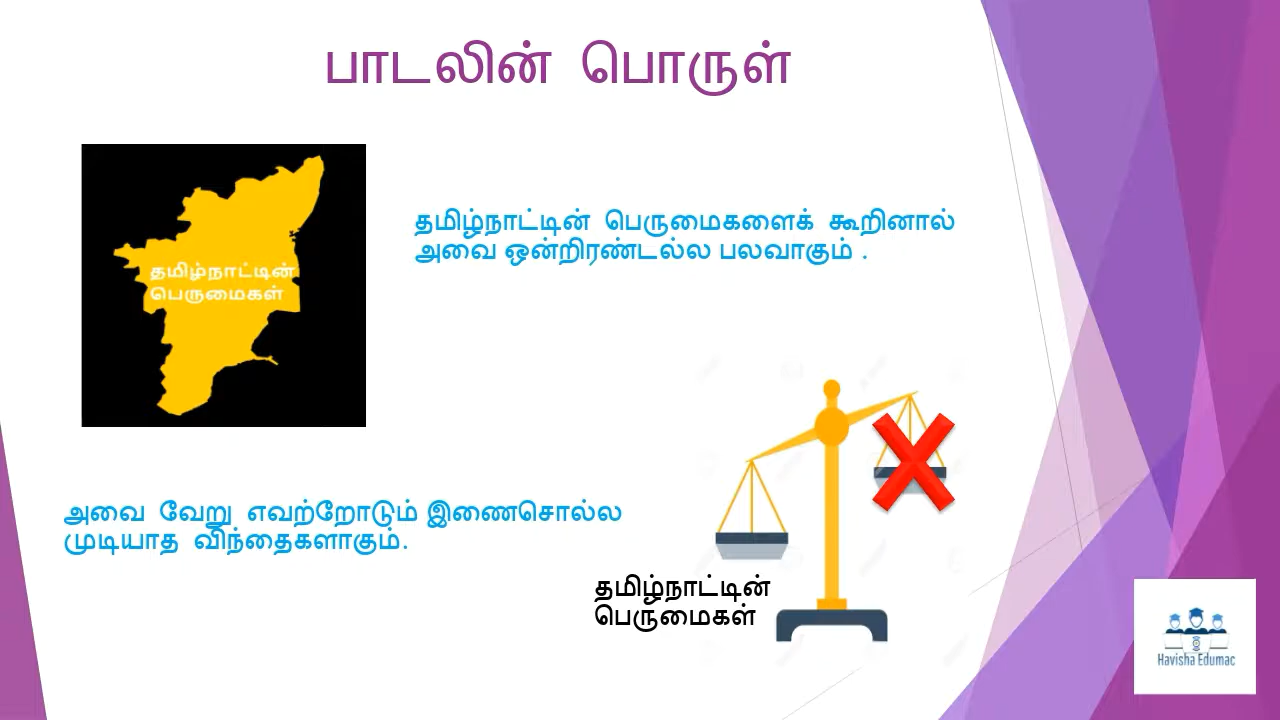 பாடலின் பொருள்
தமிழ்நாட்டின்
பெருமைகள்
தமிழ்நாட்டின் பெருமைகளைக் கூறினால்
அவை ஒன்றிரண்டல்ல பலவாகும் .
அவை வேறு எவற்றோடும் இணைசொல்ல
முடியாத விந்தைகளாகும்.
தமிழ்நாட்டின்
பெருமைகள்
Havisha Edumac